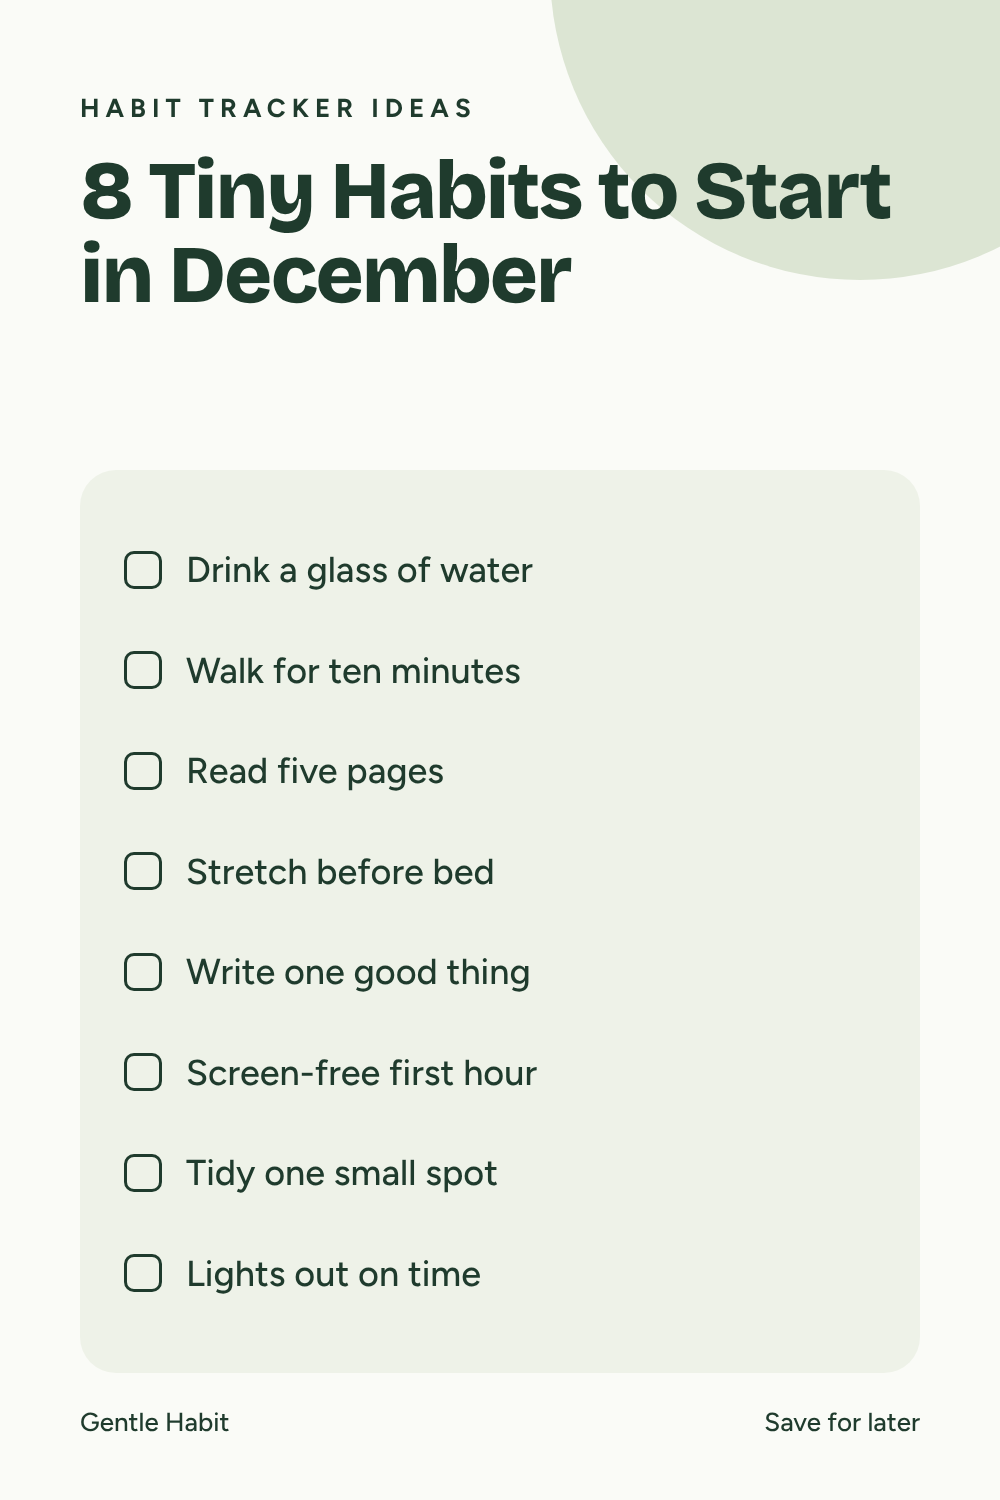 HABIT TRACKER IDEAS
8 Tiny Habits to Start
in December
Drink a glass of water
Walk for ten minutes
Read five pages
Stretch before bed
Write one good thing
Screen-free first hour
Tidy one small spot
Lights out on time
Gentle Habit
Save for later